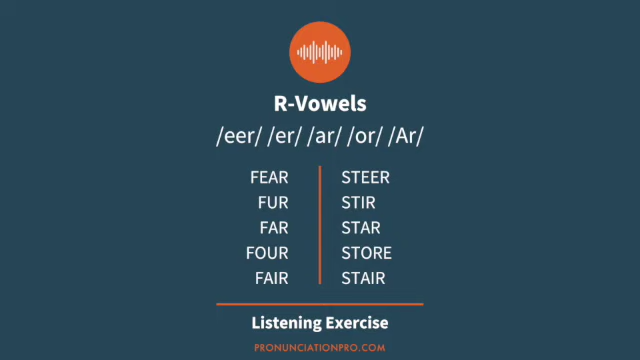 R-Vowels
/eer/ /er/ /ar/ /or/ /Ar/
FEAR STEER
FUR STIR
FAR STAR
FOUR STORE
FAIR STAIR
Listening Exercise
PRONUNCIATIONPRO.COM